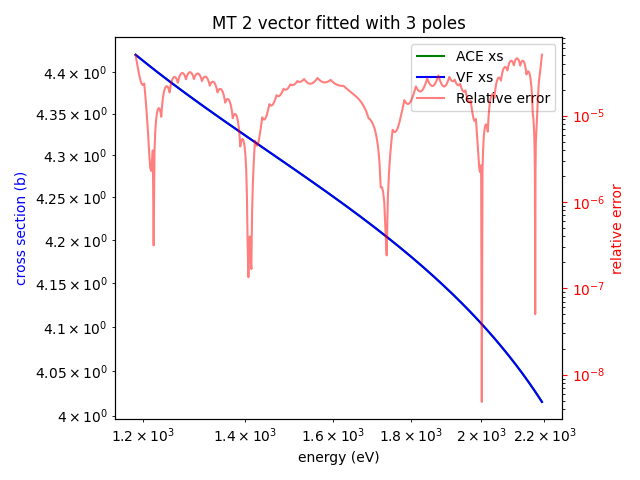 MT 2 vector fitted with 3 poles
ACE xs
VF xs
Relative error
4.4 × 10⁰
4.35 × 10⁰
4.3 × 10⁰
4.25 × 10⁰
4.2 × 10⁰
4.15 × 10⁰
4.1 × 10⁰
4.05 × 10⁰
4 × 10⁰
cross section (b)
10⁻⁵
10⁻⁶
10⁻⁷
10⁻⁸
relative error
1.2 × 10³ 1.4 × 10³ 1.6 × 10³ 1.8 × 10³ 2 × 10³ 2.2 × 10³
energy (eV)